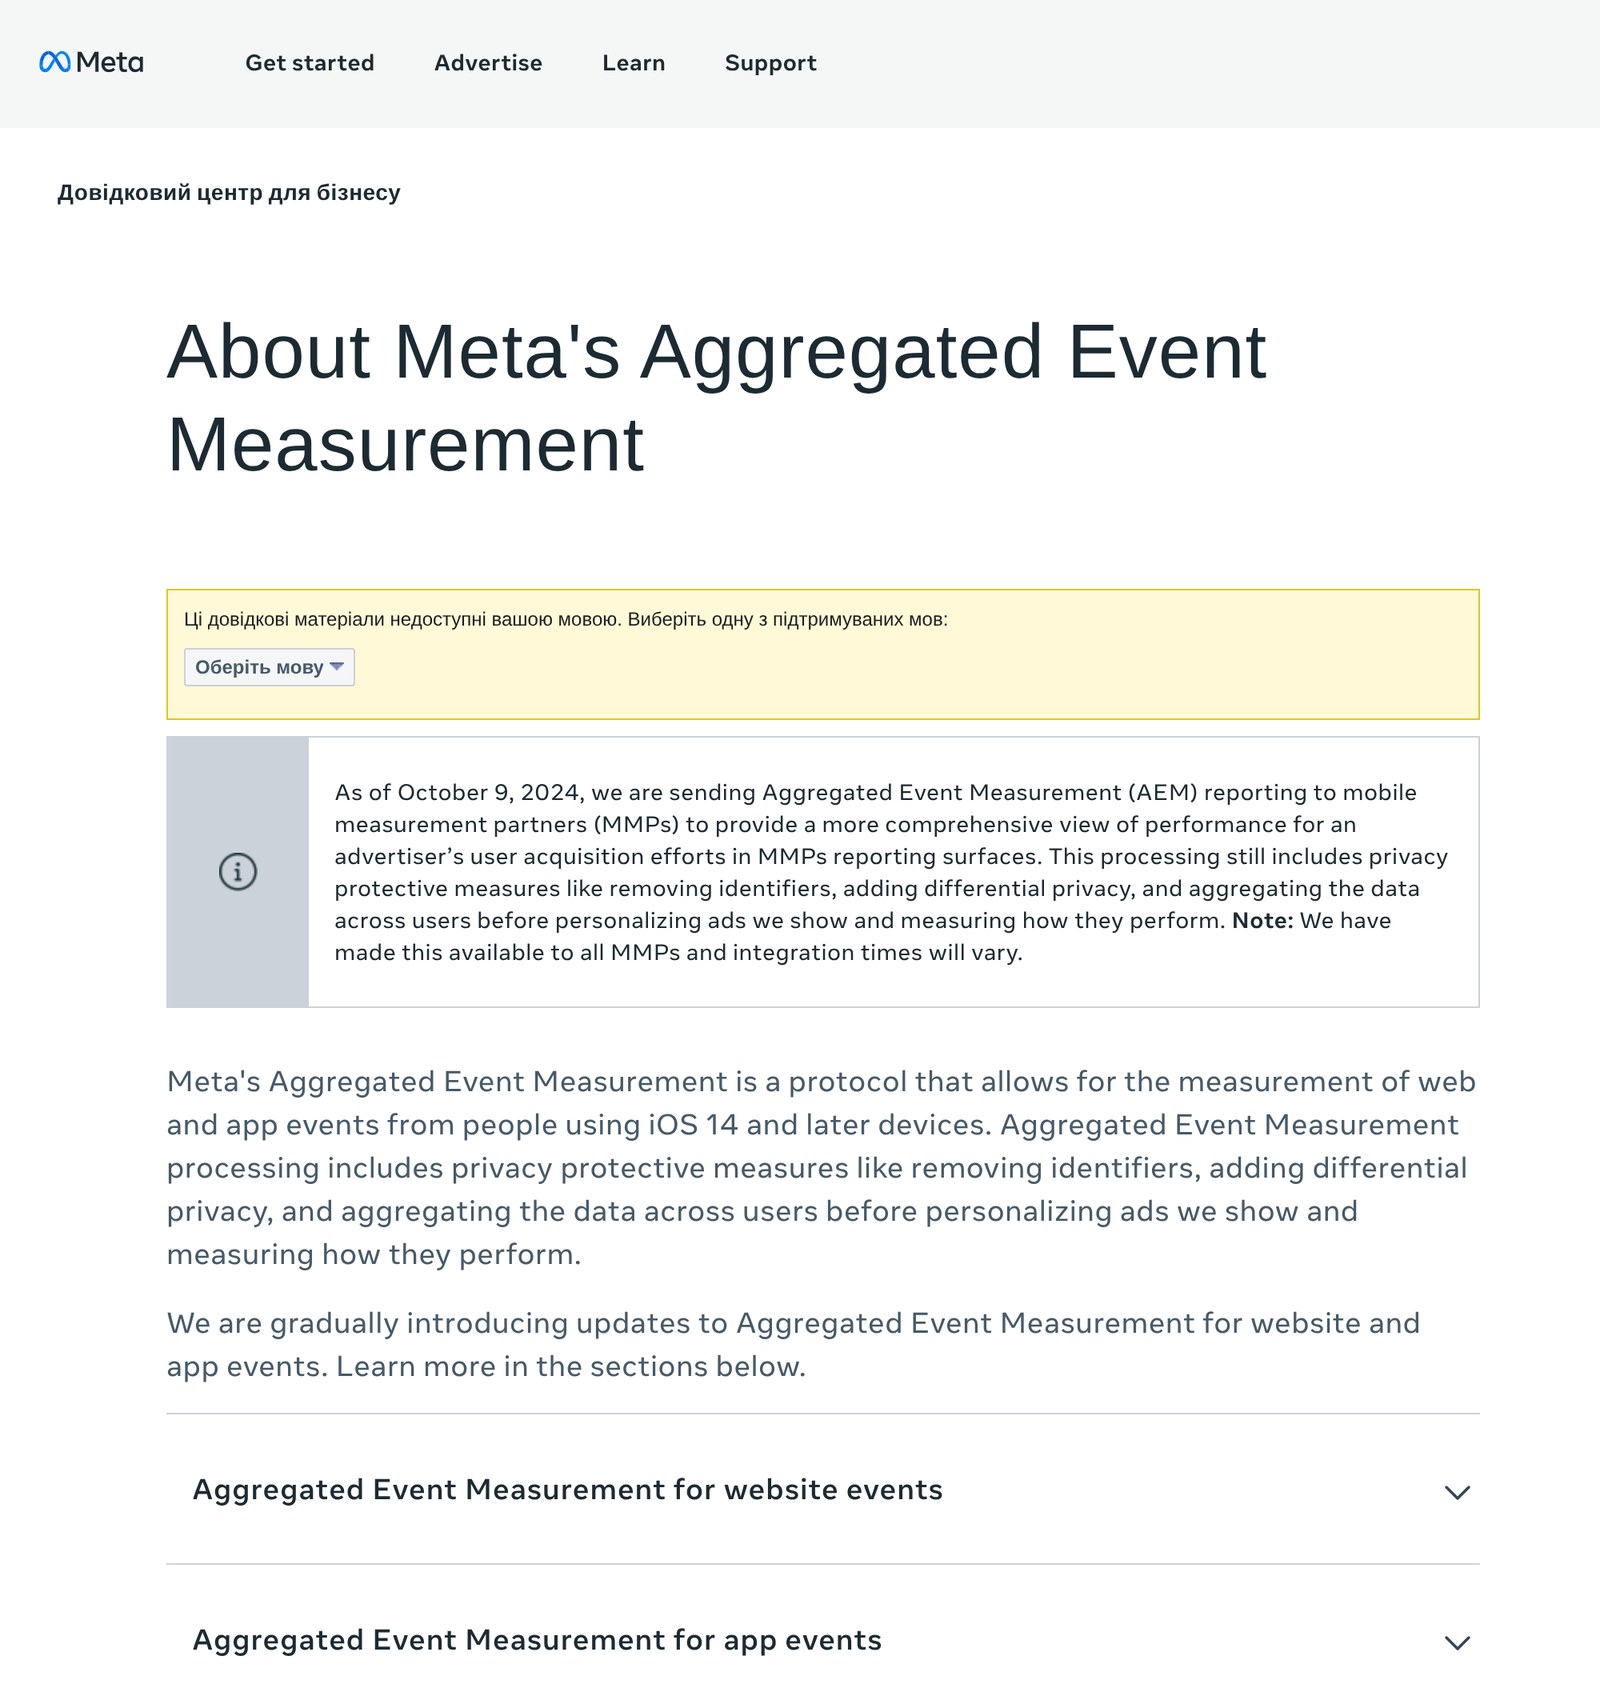 Meta
Get started
Advertise
Learn
Support
Довідковий центр для бізнесу
About Meta's Aggregated Event
Measurement
Ці довідкові матеріали недоступні вашою мовою. Виберіть одну з підтримуваних мов:
Оберіть мову
As of October 9, 2024, we are sending Aggregated Event Measurement (AEM) reporting to mobile
measurement partners (MMPs) to provide a more comprehensive view of performance for an
advertiser’s user acquisition efforts in MMPs reporting surfaces. This processing still includes privacy
protective measures like removing identifiers, adding differential privacy, and aggregating the data
across users before personalizing ads we show and measuring how they perform. Note: We have
made this available to all MMPs and integration times will vary.
Meta's Aggregated Event Measurement is a protocol that allows for the measurement of web
and app events from people using iOS 14 and later devices. Aggregated Event Measurement
processing includes privacy protective measures like removing identifiers, adding differential
privacy, and aggregating the data across users before personalizing ads we show and
measuring how they perform.
We are gradually introducing updates to Aggregated Event Measurement for website and
app events. Learn more in the sections below.
Aggregated Event Measurement for website events
Aggregated Event Measurement for app events